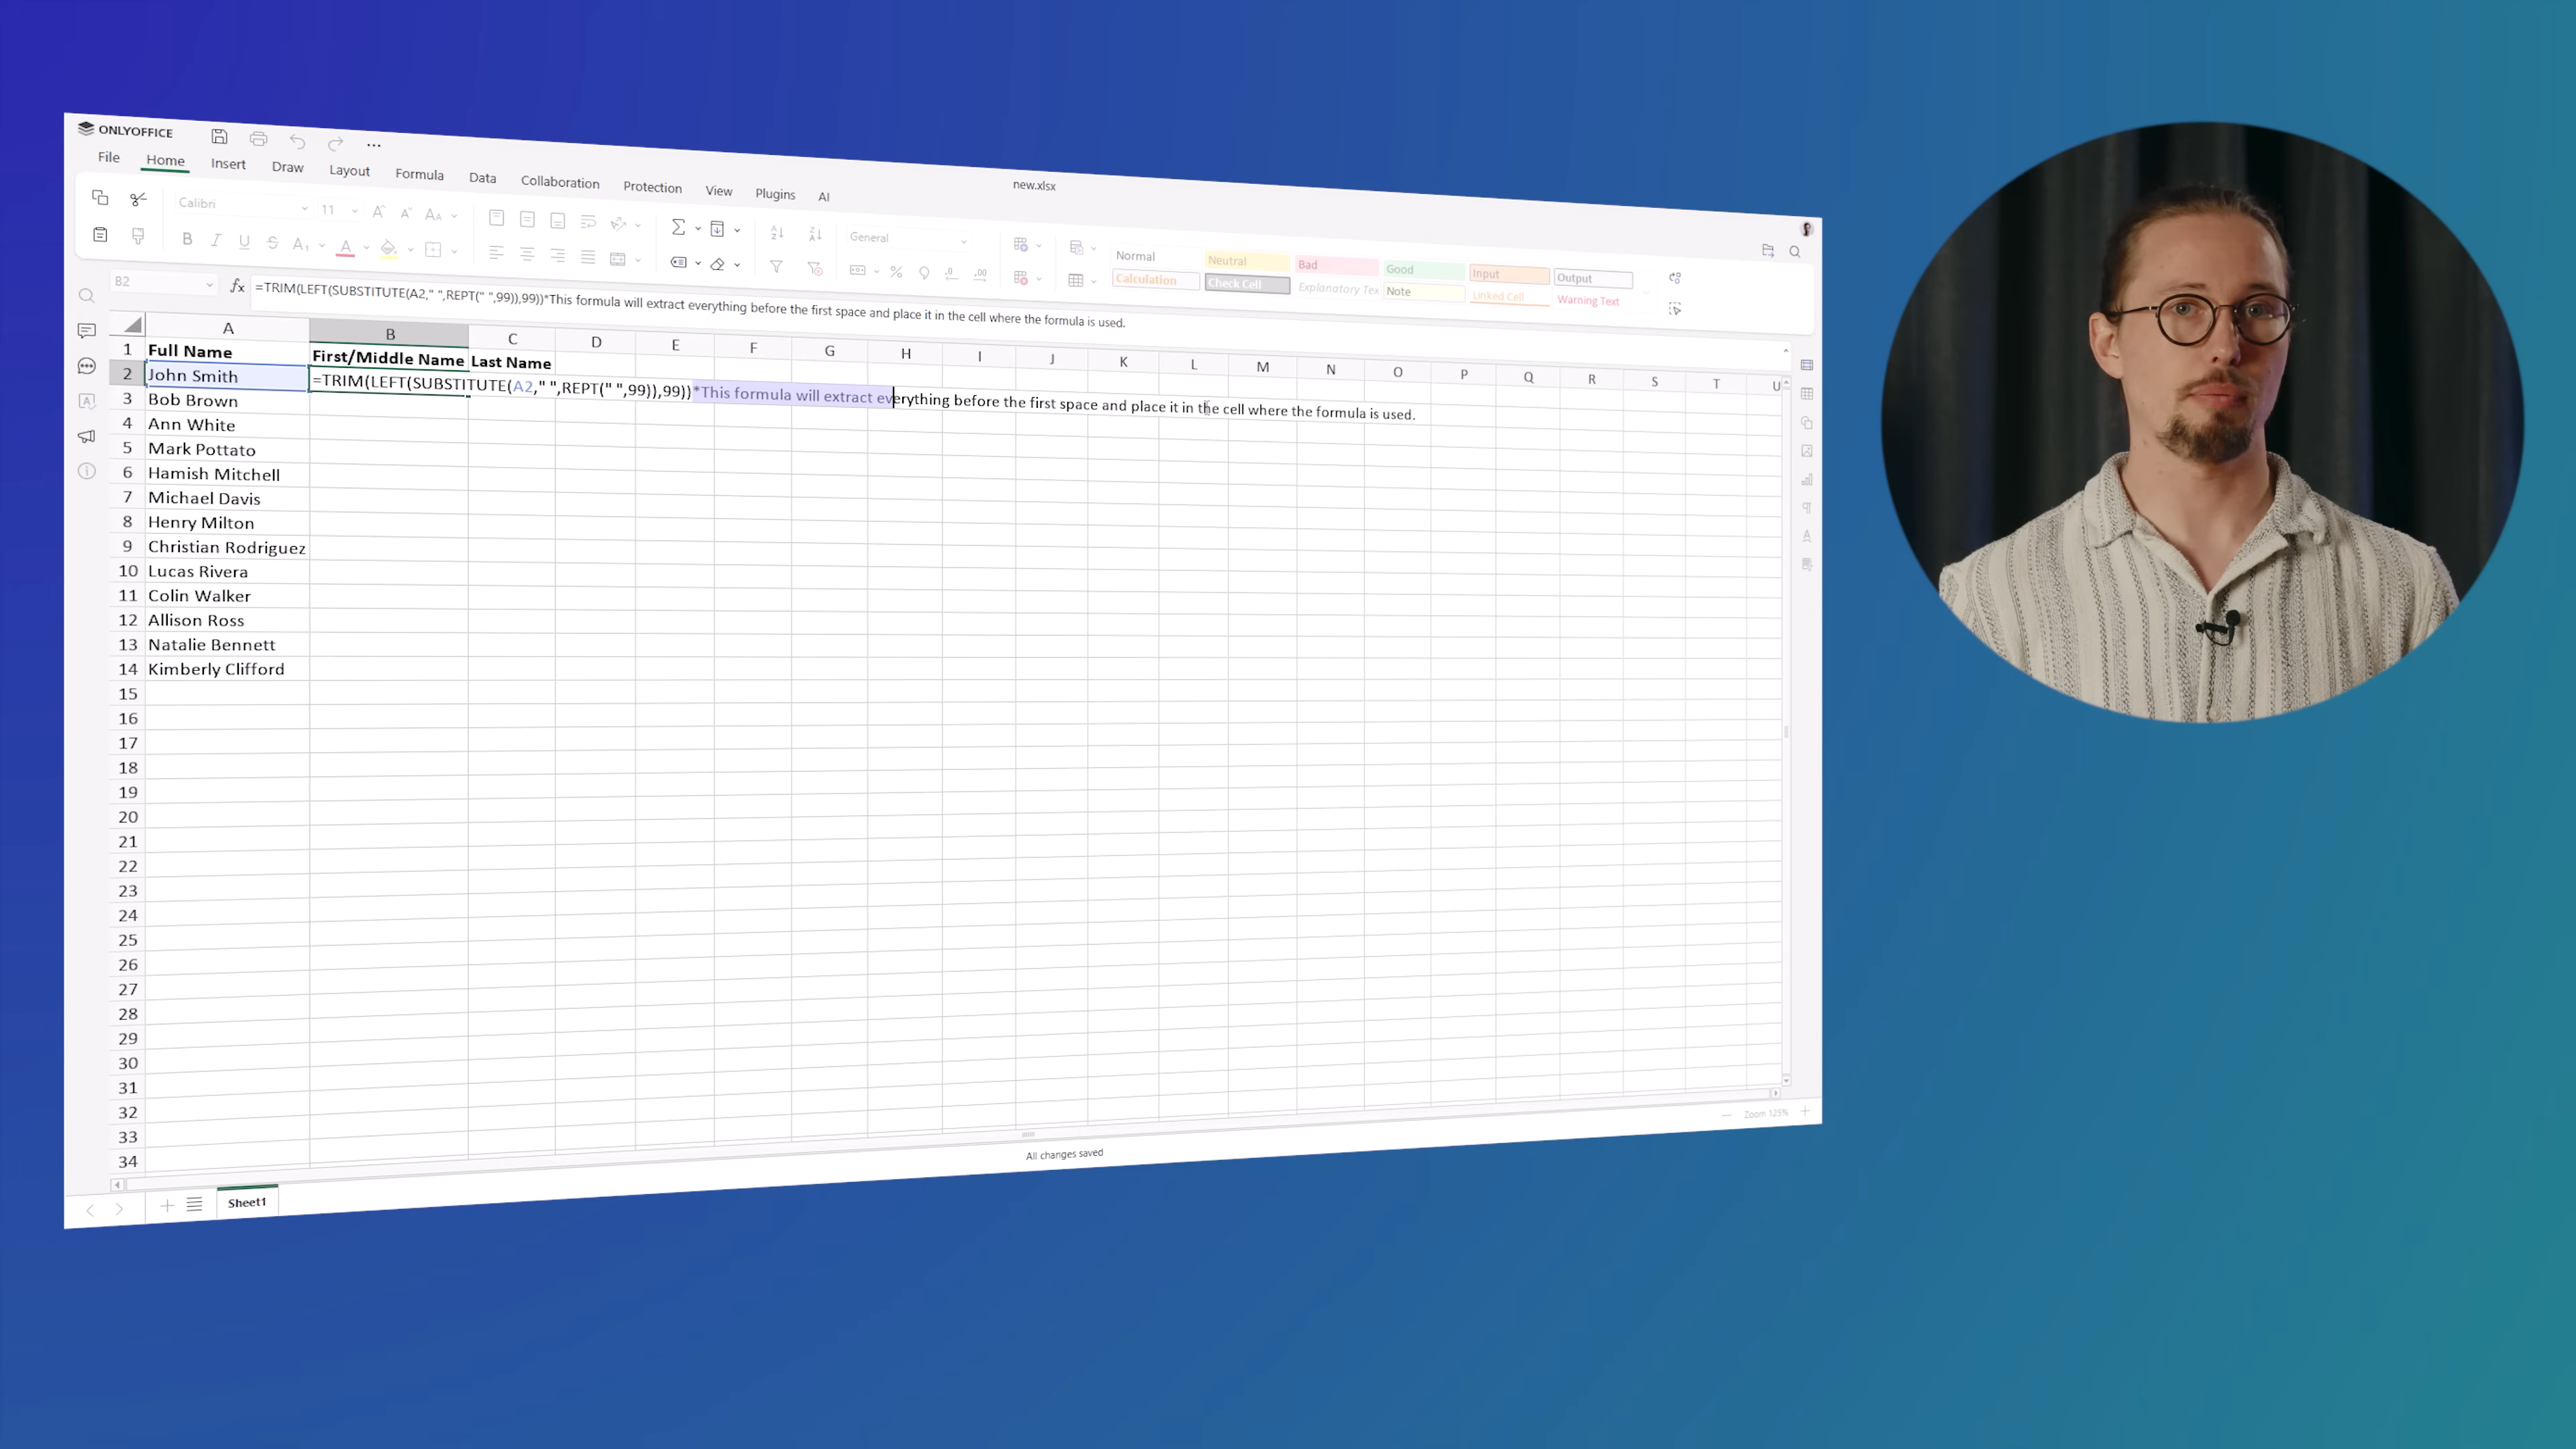 ONLYOFFICE
File Home Insert Draw Layout Formula Data Collaboration Protection View Plugins AI
new.xlsx
Calibri 11
General
Normal Neutral Bad Good Input Output
Calculation Check Cell Explanatory Tex Note Linked Cell Warning Text
B2
=TRIM(LEFT(SUBSTITUTE(A2," ",REPT(" ",99)),99))*This formula will extract everything before the first space and place it in the cell where the formula is used.
A B C D E F G H I J K L M N O P Q R S T U
1 Full Name First/Middle Name Last Name
2 John Smith =TRIM(LEFT(SUBSTITUTE(A2," ",REPT(" ",99)),99))*This formula will extract everything before the first space and place it in the cell where the formula is used.
3 Bob Brown
4 Ann White
5 Mark Pottato
6 Hamish Mitchell
7 Michael Davis
8 Henry Milton
9 Christian Rodriguez
10 Lucas Rivera
11 Colin Walker
12 Allison Ross
13 Natalie Bennett
14 Kimberly Clifford
15
16
17
18
19
20
21
22
23
24
25
26
27
28
29
30
31
32
33
34
Zoom 125%
All changes saved
Sheet1